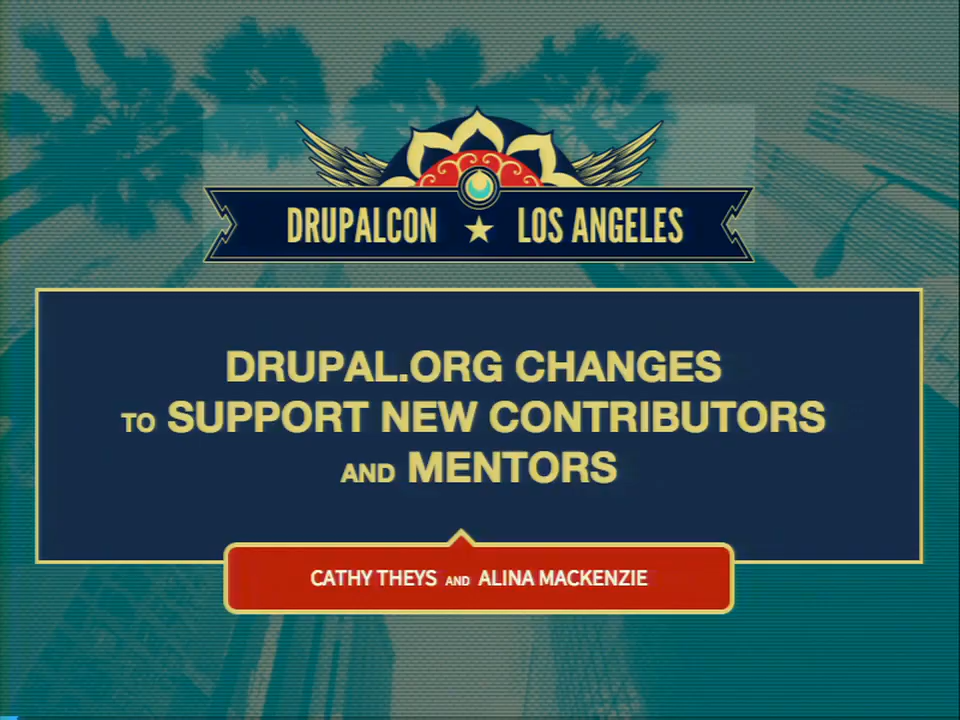 DRUPALCON ★ LOS ANGELES
DRUPAL.ORG CHANGES
TO SUPPORT NEW CONTRIBUTORS
AND MENTORS
CATHY THEYS AND ALINA MACKENZIE